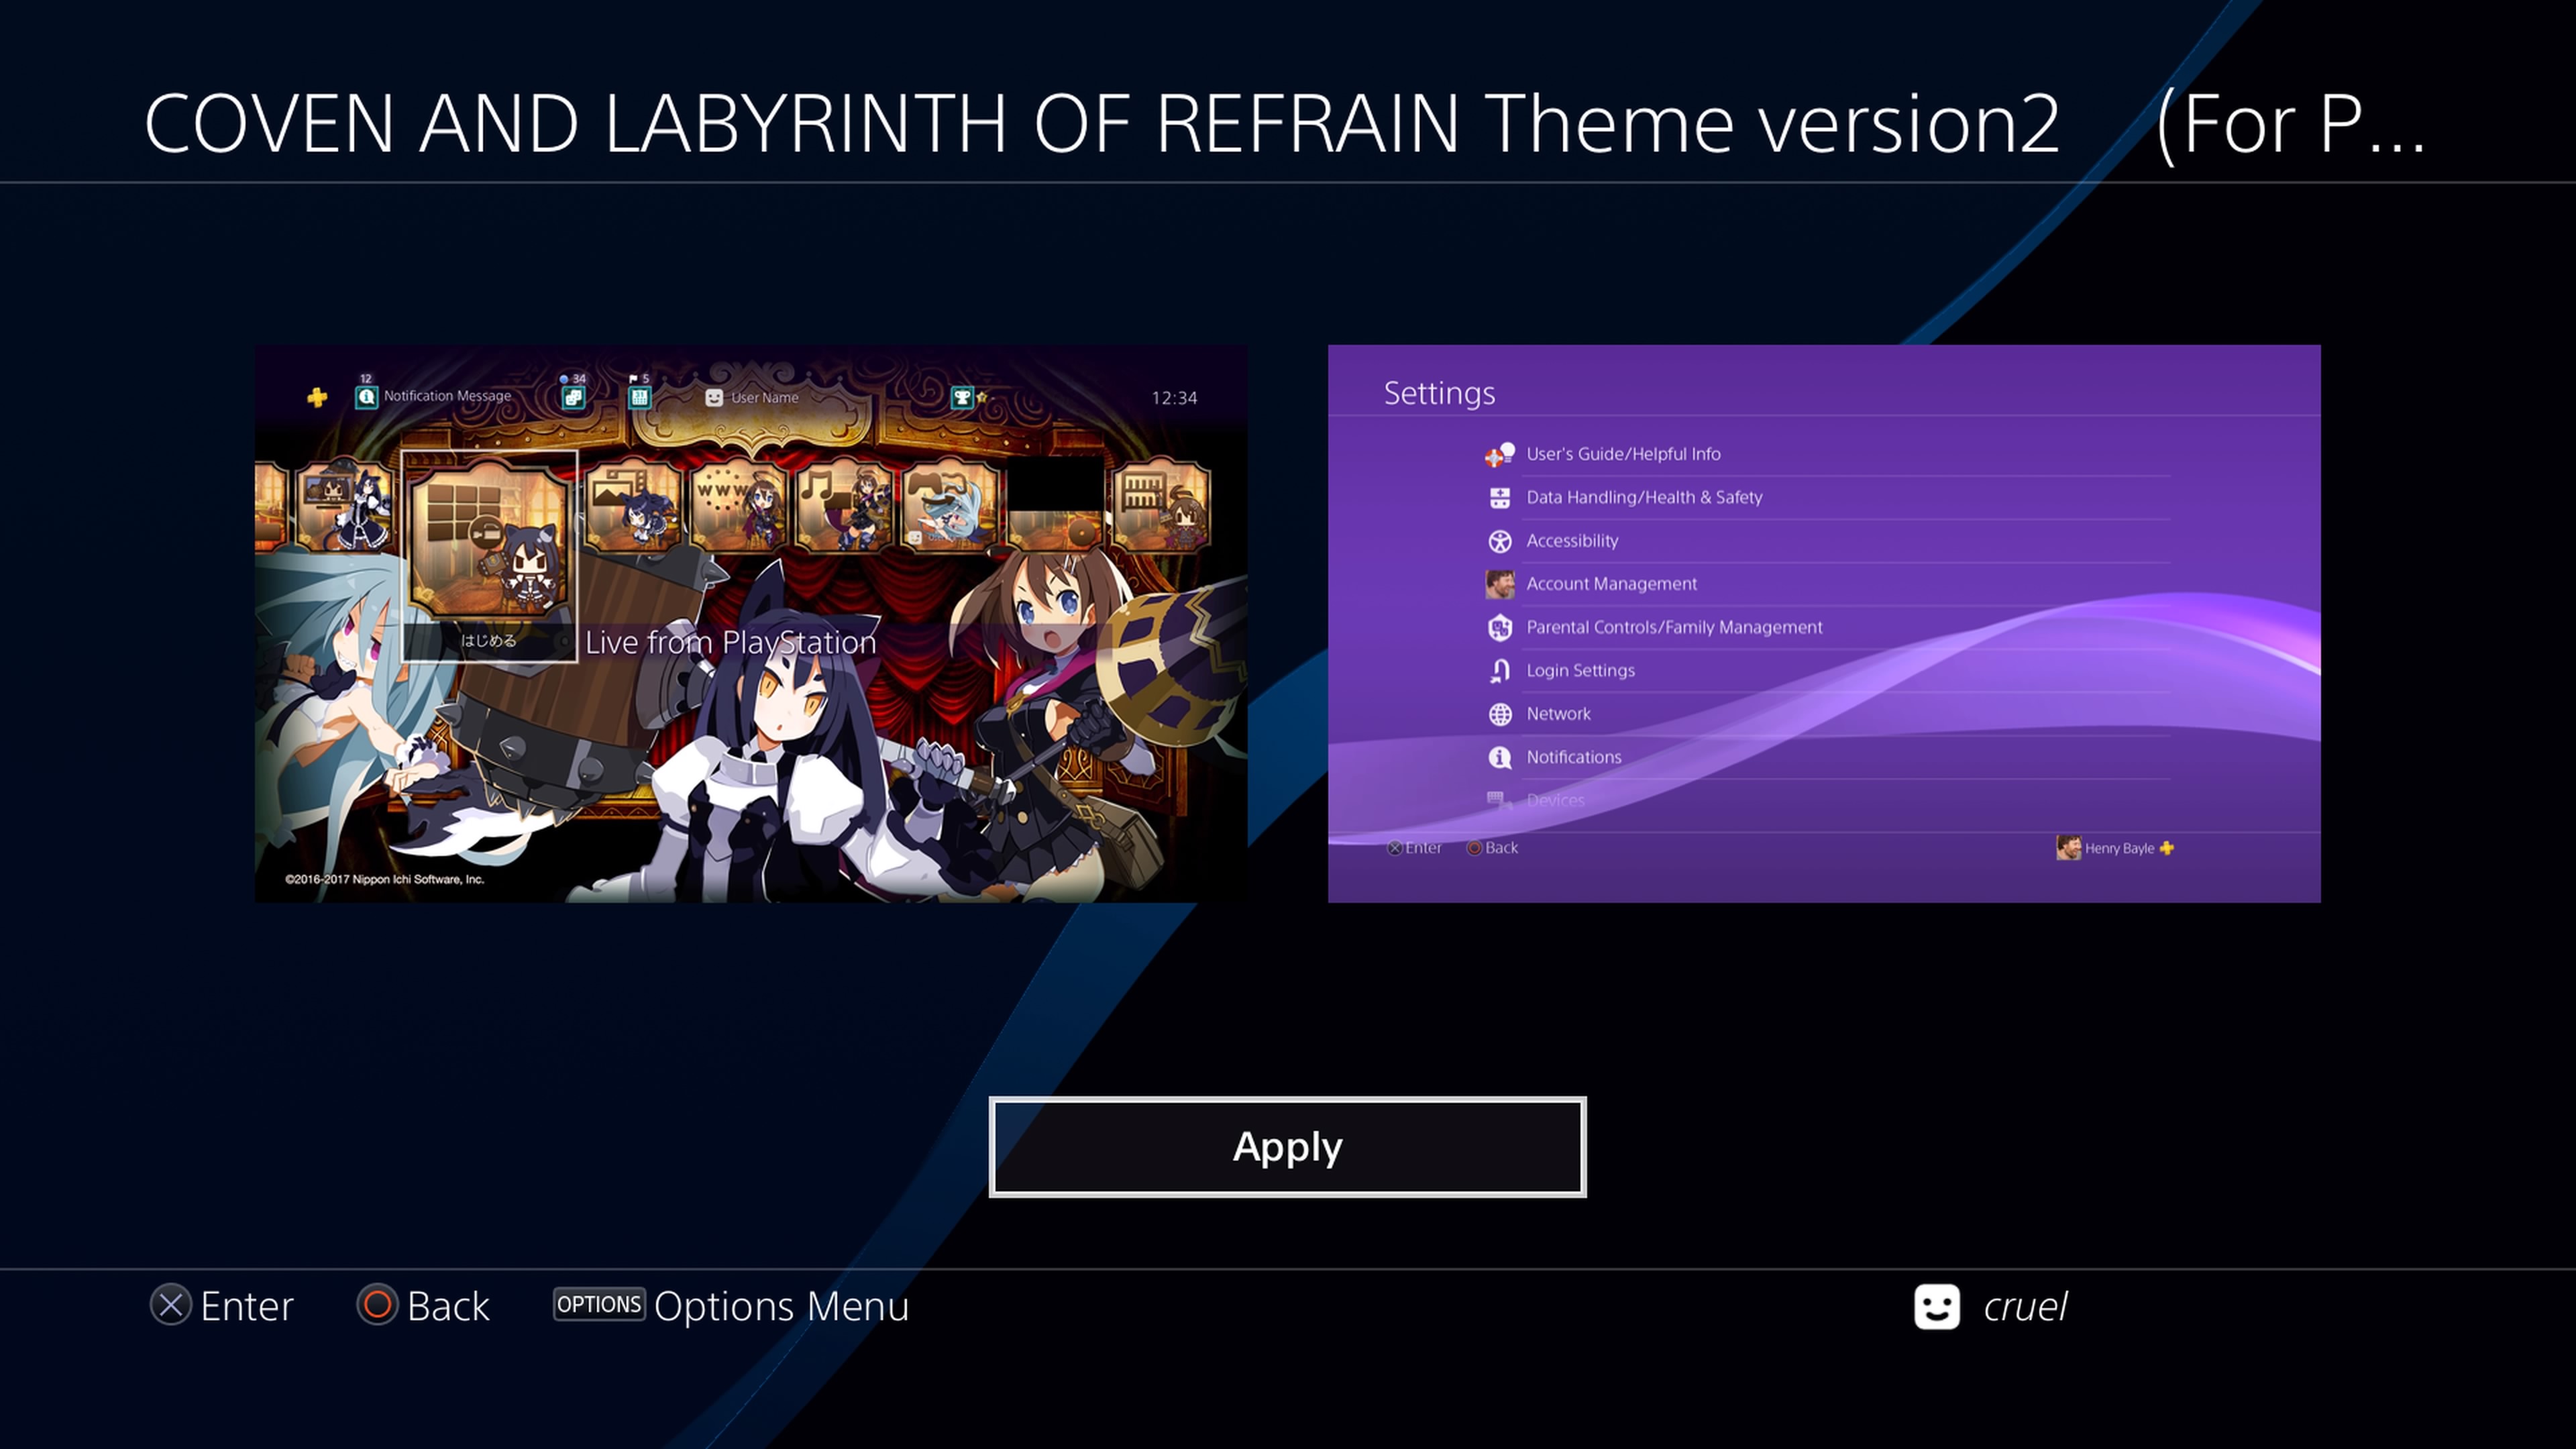 COVEN AND LABYRINTH OF REFRAIN Theme version2 (For P...
12
34
5
Notification Message
User Name
12:34
www
はじめる
Live from PlayStation
©2016-2017 Nippon Ichi Software, Inc.
Settings
User's Guide/Helpful Info
Data Handling/Health & Safety
Accessibility
Account Management
Parental Controls/Family Management
Login Settings
Network
Notifications
Devices
Enter
Back
Henry Bayle
Apply
Enter
Back
OPTIONS Options Menu
cruel